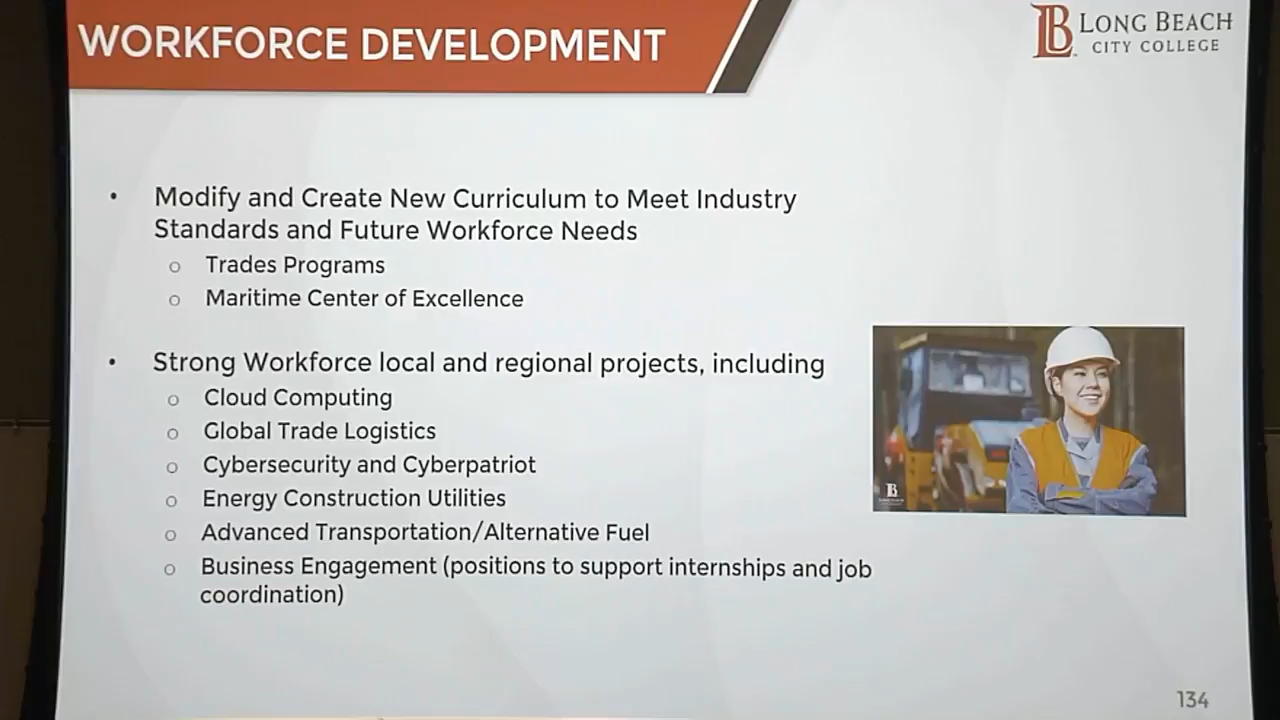 WORKFORCE DEVELOPMENT
LB LONG BEACH
CITY COLLEGE
• Modify and Create New Curriculum to Meet Industry
Standards and Future Workforce Needs
o Trades Programs
o Maritime Center of Excellence
• Strong Workforce local and regional projects, including
o Cloud Computing
o Global Trade Logistics
o Cybersecurity and Cyberpatriot
o Energy Construction Utilities
o Advanced Transportation/Alternative Fuel
o Business Engagement (positions to support internships and job
coordination)
LB
134